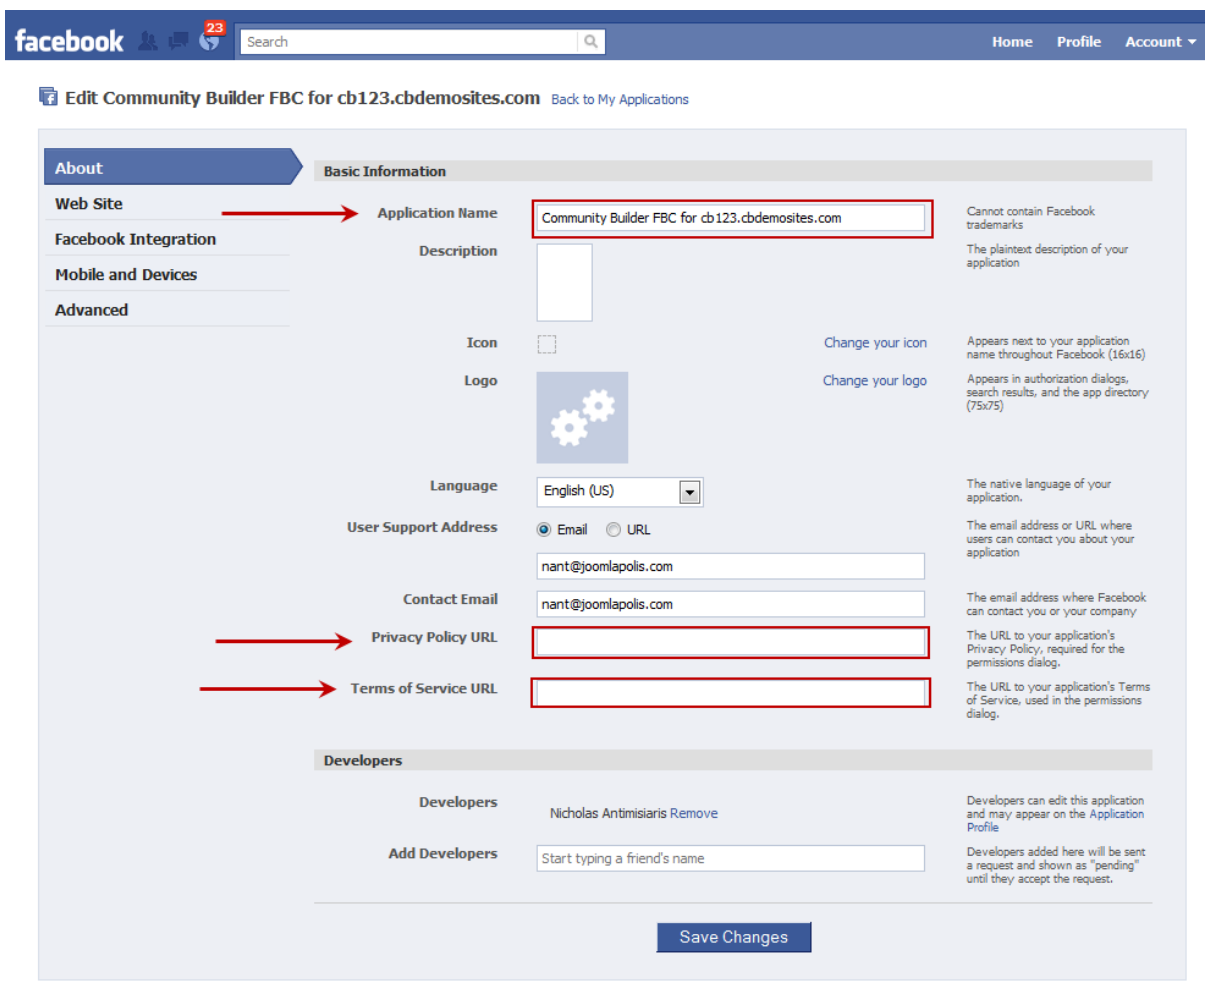 facebook
23
Search
Home Profile Account
Edit Community Builder FBC for cb123.cbdemosites.com Back to My Applications
About
Web Site
Facebook Integration
Mobile and Devices
Advanced
Basic Information
Application Name
Community Builder FBC for cb123.cbdemosites.com
Cannot contain Facebook
trademarks
Description
The plaintext description of your
application
Icon
Change your icon
Appears next to your application
name throughout Facebook (16x16)
Logo
Change your logo
Appears in authorization dialogs,
search results, and the app directory
(75x75)
Language
English (US)
The native language of your
application.
User Support Address
Email URL
The email address or URL where
users can contact you about your
application
nant@joomlapolis.com
Contact Email
nant@joomlapolis.com
The email address where Facebook
can contact you or your company
Privacy Policy URL
The URL to your application's
Privacy Policy, required for the
permissions dialog.
Terms of Service URL
The URL to your application's Terms
of Service, used in the permissions
dialog.
Developers
Developers
Nicholas Antimisiaris Remove
Developers can edit this application
and may appear on the Application
Profile
Add Developers
Start typing a friend's name
Developers added here will be sent
a request and shown as "pending"
until they accept the request.
Save Changes